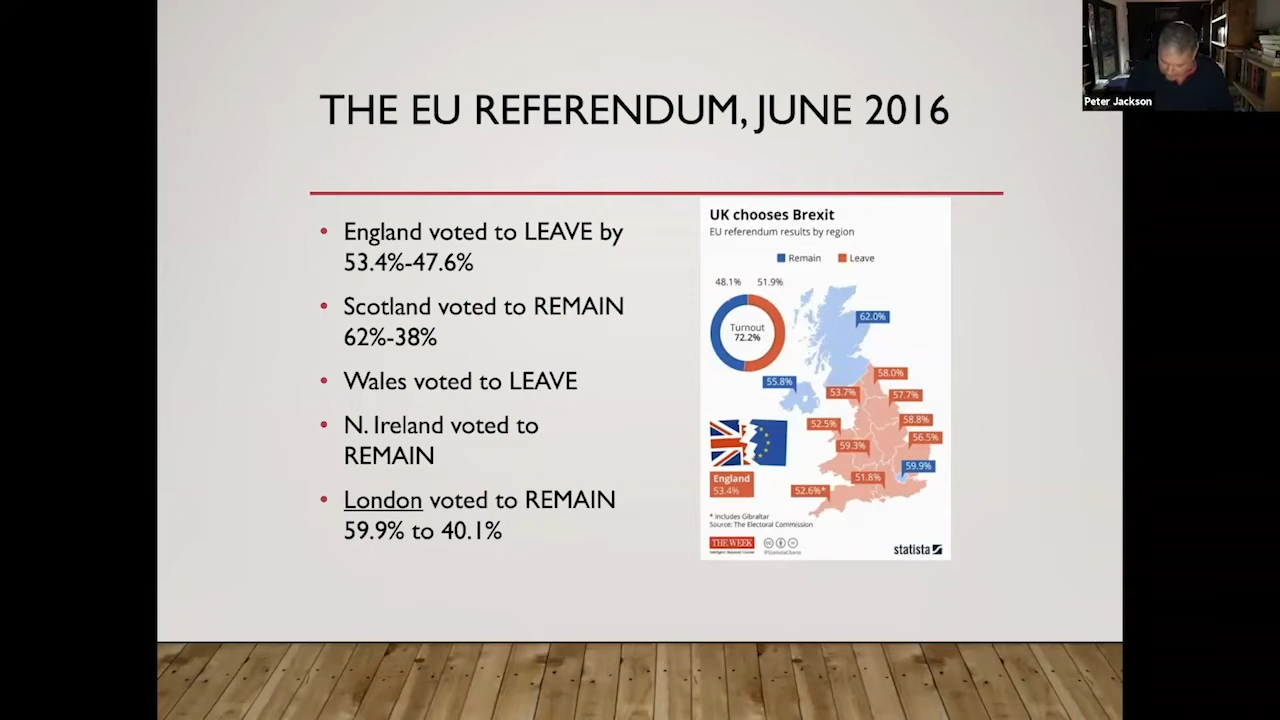 THE EU REFERENDUM, JUNE 2016
• England voted to LEAVE by
53.4%-47.6%
• Scotland voted to REMAIN
62%-38%
• Wales voted to LEAVE
• N. Ireland voted to
REMAIN
• London voted to REMAIN
59.9% to 40.1%
UK chooses Brexit
EU referendum results by region
Remain Leave
48.1% 51.9%
Turnout
72.2%
62.0%
55.8%
58.0%
53.7%
57.7%
58.8%
52.5%
56.5%
59.3%
59.9%
51.8%
52.6%*
England
53.4%
* Includes Gibraltar
Source: The Electoral Commission
THE WEEK
@StatistaCharts
statista
Peter Jackson